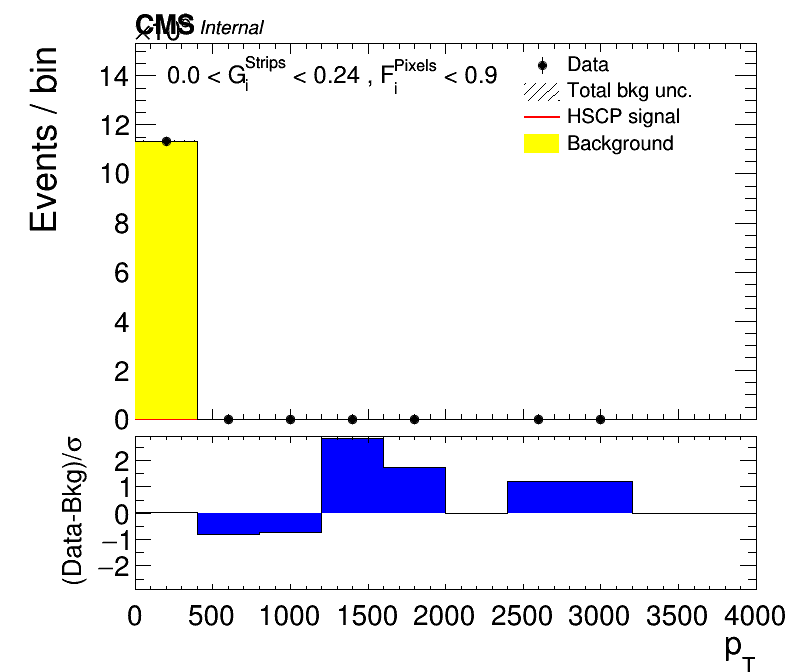 CMS Internal
0.0 < G_i^Strips < 0.24 , F_i^Pixels < 0.9
Data
Total bkg unc.
HSCP signal
Background
Events / bin
14
12
10
8
6
4
2
0
(Data-Bkg)/σ
2
1
0
−1
−2
0 500 1000 1500 2000 2500 3000 3500 4000
p_T